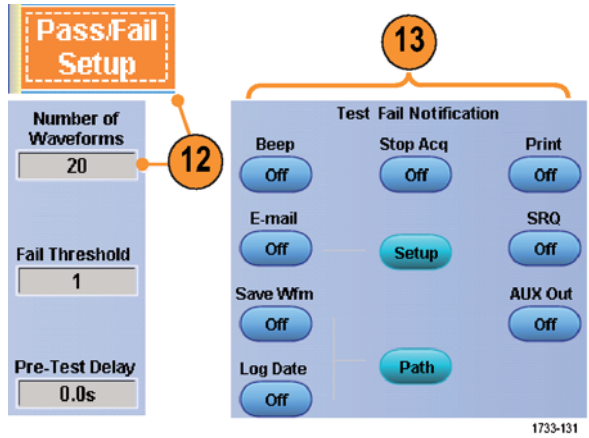 Pass/Fail
Setup
13
12
Number of
Waveforms
20
Fail Threshold
1
Pre-Test Delay
0.0s
Test Fail Notification
Beep
Off
Stop Acq
Off
Print
Off
E-mail
Off
Setup
SRQ
Off
Save Wfm
Off
AUX Out
Off
Path
Log Date
Off
1733-131